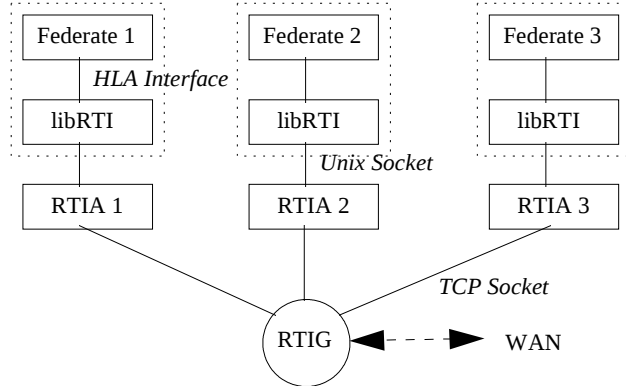 Federate 1
Federate 2
Federate 3
HLA Interface
libRTI
libRTI
libRTI
Unix Socket
RTIA 1
RTIA 2
RTIA 3
TCP Socket
RTIG
WAN